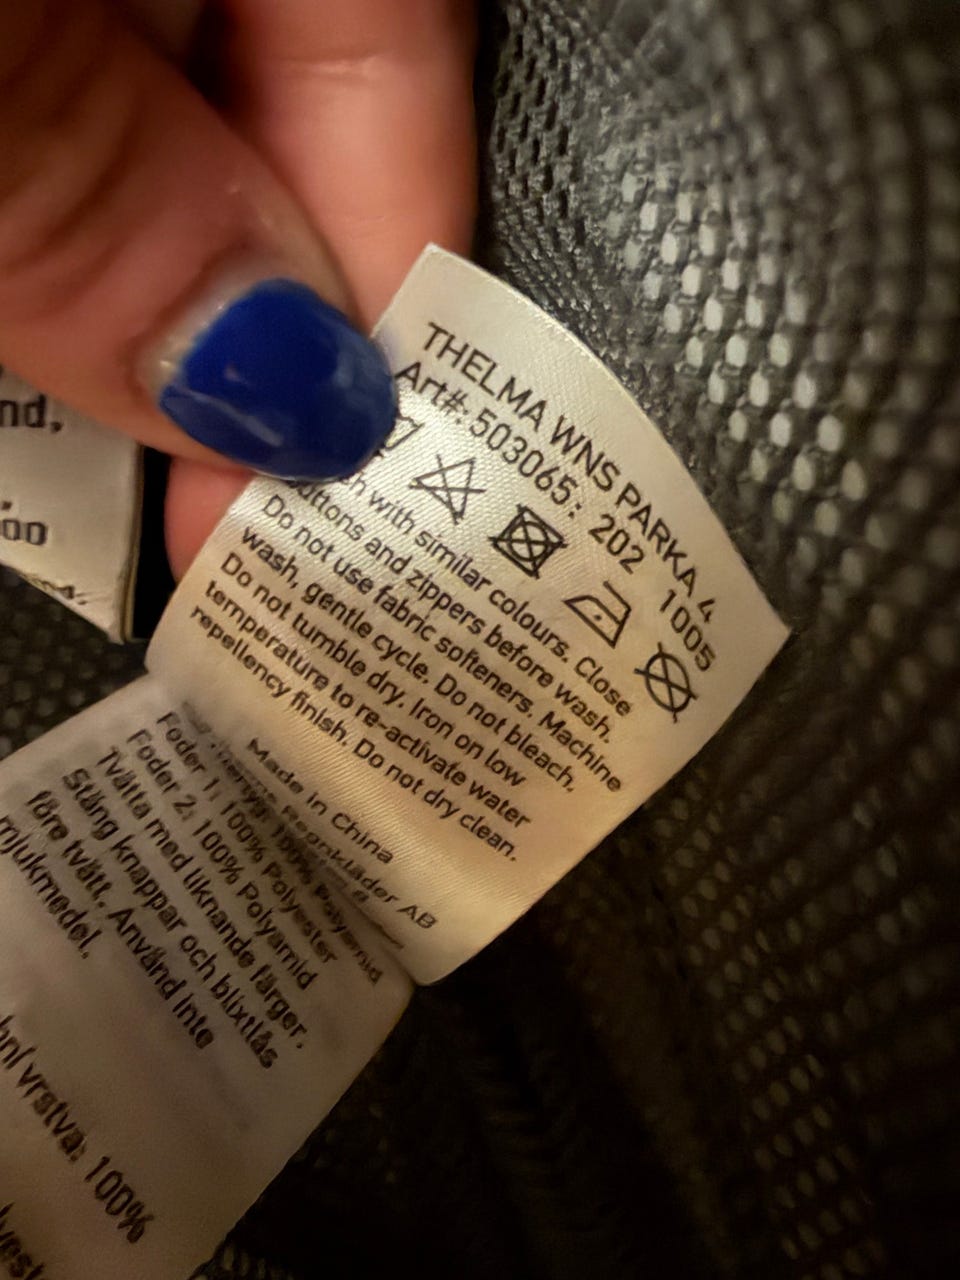 THELMA WNS PARKA 4
Art#: 503065: 202 1005
with similar colours. Close
buttons and zippers before wash.
Do not use fabric softeners. Machine
wash, gentle cycle. Do not bleach,
Do not tumble dry. Iron on low
temperature to re-activate water
repellency finish. Do not dry clean.
Made in China
Regnkläder AB
100% Polyamid
Foder 1: 100% Polyester
Foder 2: 100% Polyamid
Tvätta med liknande färger.
Stäng knappar och blixtlås
före tvätt. Använd inte
mjukmedel.
vrstva: 100%
nd,